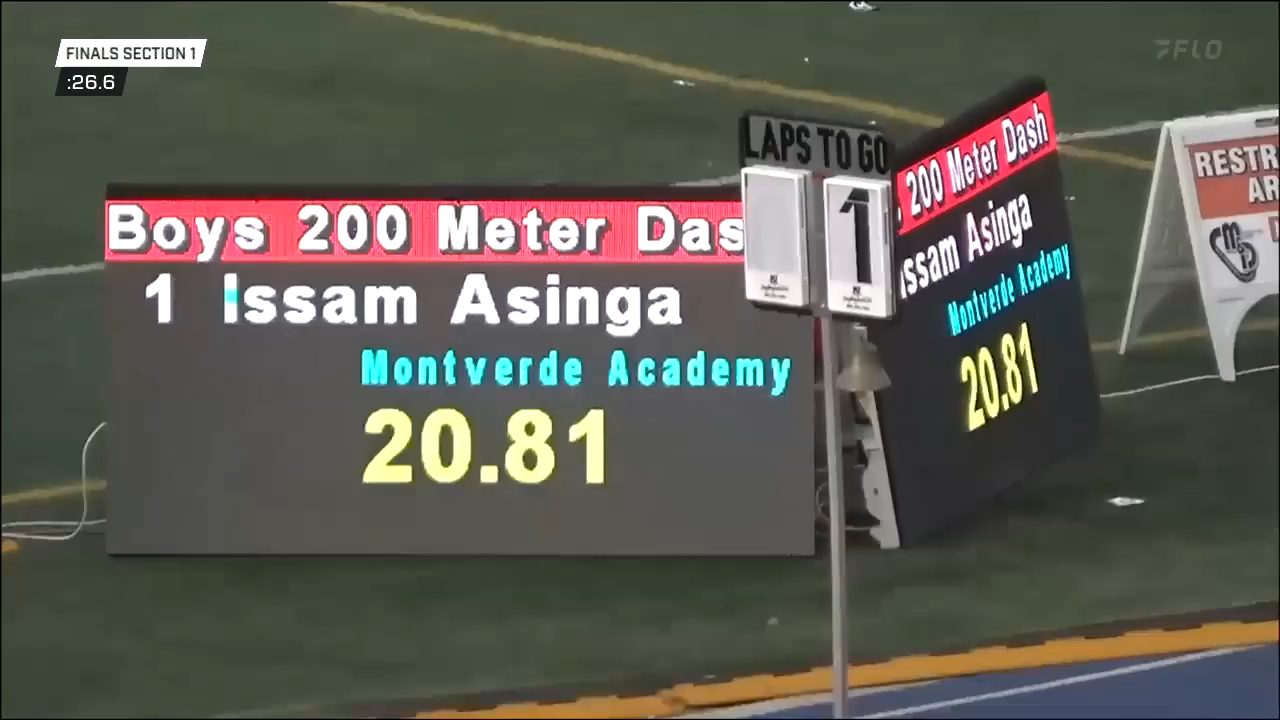 FINALS SECTION 1
:26.6
FLO
LAPS TO GO
1
Boys 200 Meter Das
1 Issam Asinga
Montverde Academy
20.81
200 Meter Dash
Issam Asinga
Montverde Academy
20.81
RESTR
AR